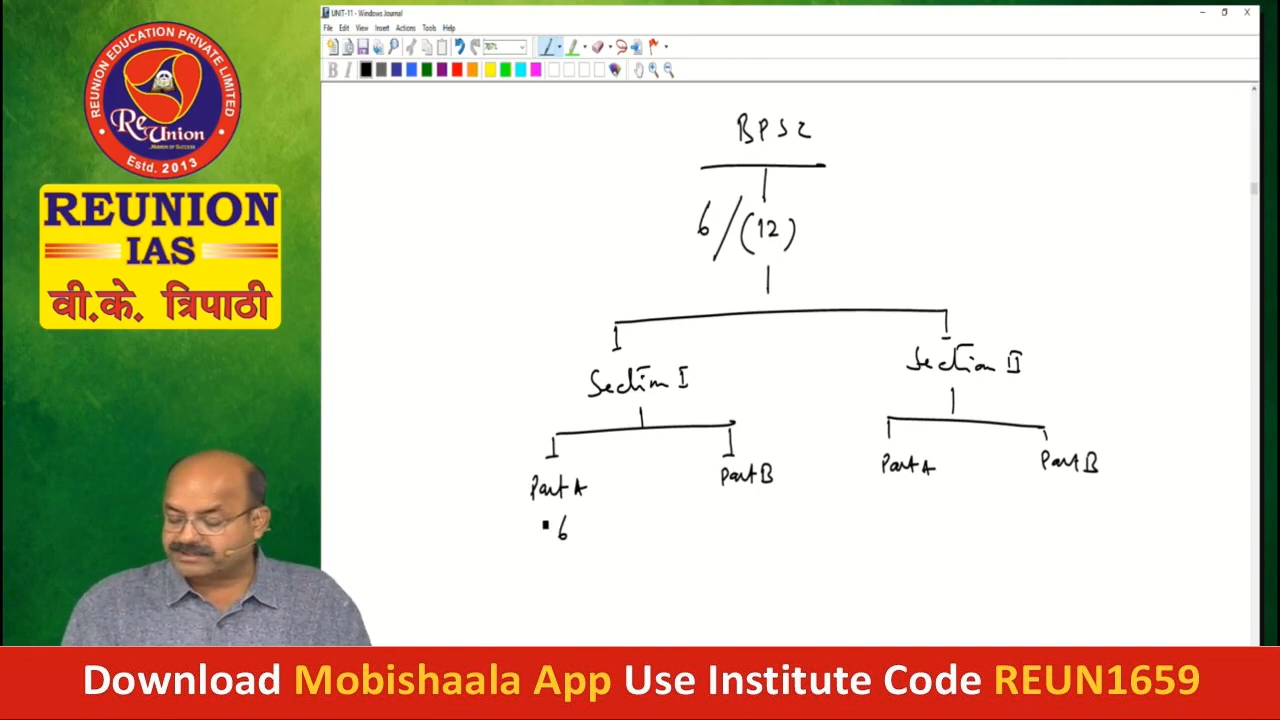 REUNION EDUCATION PRIVATE LIMITED
ReUnion
Estd. 2013
REUNION
IAS
वी.के. त्रिपाठी
UNIT-11 - Windows Journal
File Edit View Insert Actions Tools Help
B I
BPSC
6/(12)
Section I
Section II
Part A
Part B
Part A
Part B
6
Download Mobishaala App Use Institute Code REUN1659